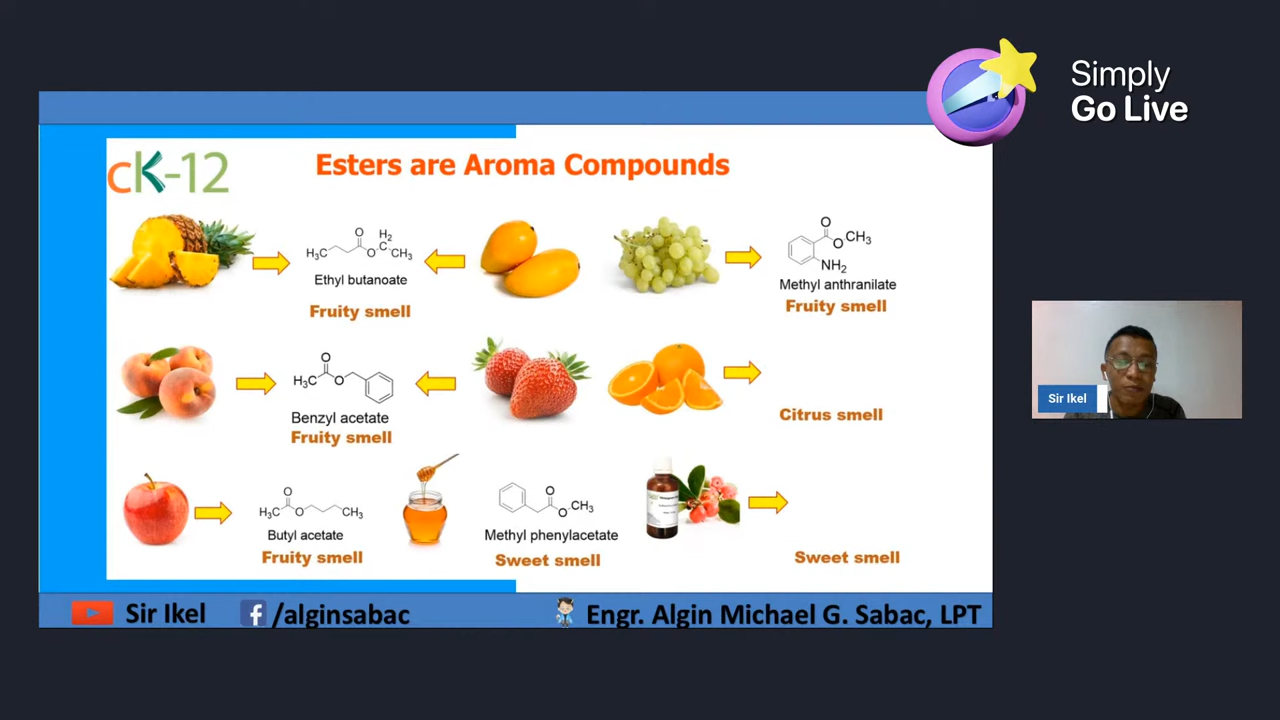 Simply
Go Live
cK-12
Esters are Aroma Compounds
H3C
O
O
H2
C
CH3
Ethyl butanoate
Fruity smell
O
O
CH3
NH2
Methyl anthranilate
Fruity smell
O
H3C
O
Benzyl acetate
Fruity smell
Citrus smell
O
H3C
O
CH3
Butyl acetate
Fruity smell
O
O
CH3
Methyl phenylacetate
Sweet smell
Sweet smell
Sir Ikel
Sir Ikel
/alginsabac
Engr. Algin Michael G. Sabac, LPT